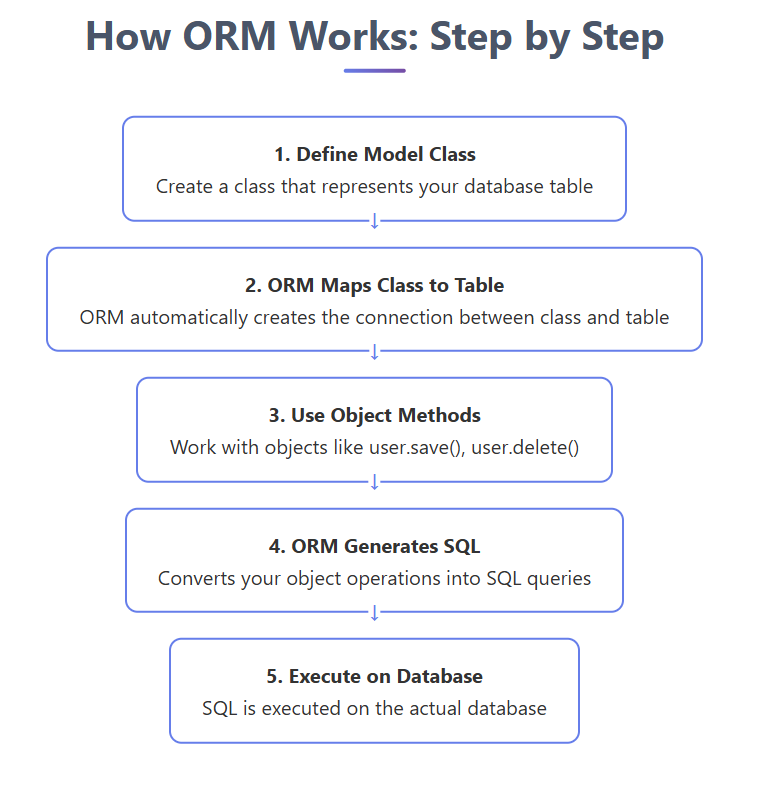 How ORM Works: Step by Step
1. Define Model Class
Create a class that represents your database table
↓
2. ORM Maps Class to Table
ORM automatically creates the connection between class and table
↓
3. Use Object Methods
Work with objects like user.save(), user.delete()
↓
4. ORM Generates SQL
Converts your object operations into SQL queries
↓
5. Execute on Database
SQL is executed on the actual database